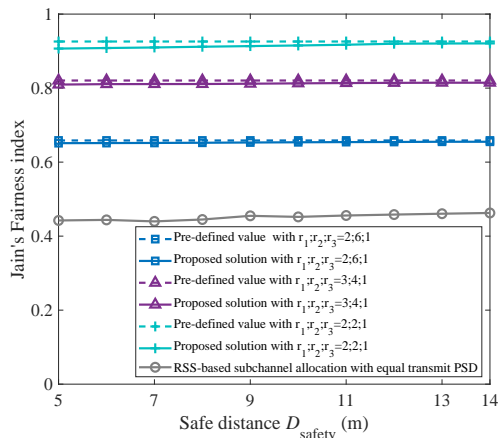 1
0.8
0.6
0.4
0.2
0
Jain's Fairness index
Pre-defined value with r1;r2;r3=2;6;1
Proposed solution with r1;r2;r3=2;6;1
Pre-defined value with r1;r2;r3=3;4;1
Proposed solution with r1;r2;r3=3;4;1
Pre-defined value with r1;r2;r3=2;2;1
Proposed solution with r1;r2;r3=2;2;1
RSS-based subchannel allocation with equal transmit PSD
5 7 9 11 13 14
Safe distance Dsafety (m)